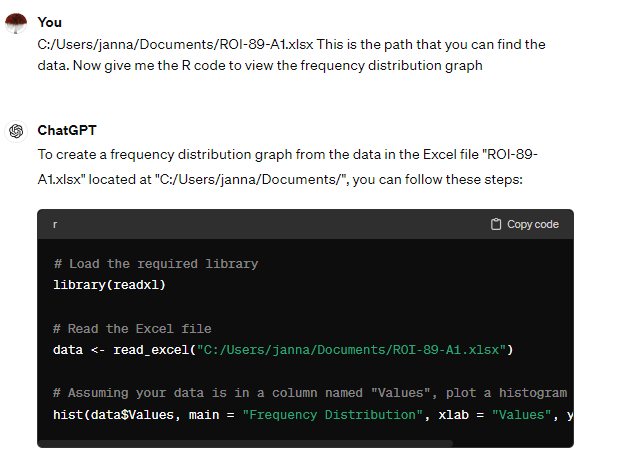 You
C:/Users/janna/Documents/ROI-89-A1.xlsx This is the path that you can find the
data. Now give me the R code to view the frequency distribution graph
ChatGPT
To create a frequency distribution graph from the data in the Excel file "ROI-89-
A1.xlsx" located at "C:/Users/janna/Documents/", you can follow these steps:
r Copy code
# Load the required library
library(readxl)
# Read the Excel file
data <- read_excel("C:/Users/janna/Documents/ROI-89-A1.xlsx")
# Assuming your data is in a column named "Values", plot a histogram
hist(data$Values, main = "Frequency Distribution", xlab = "Values", y